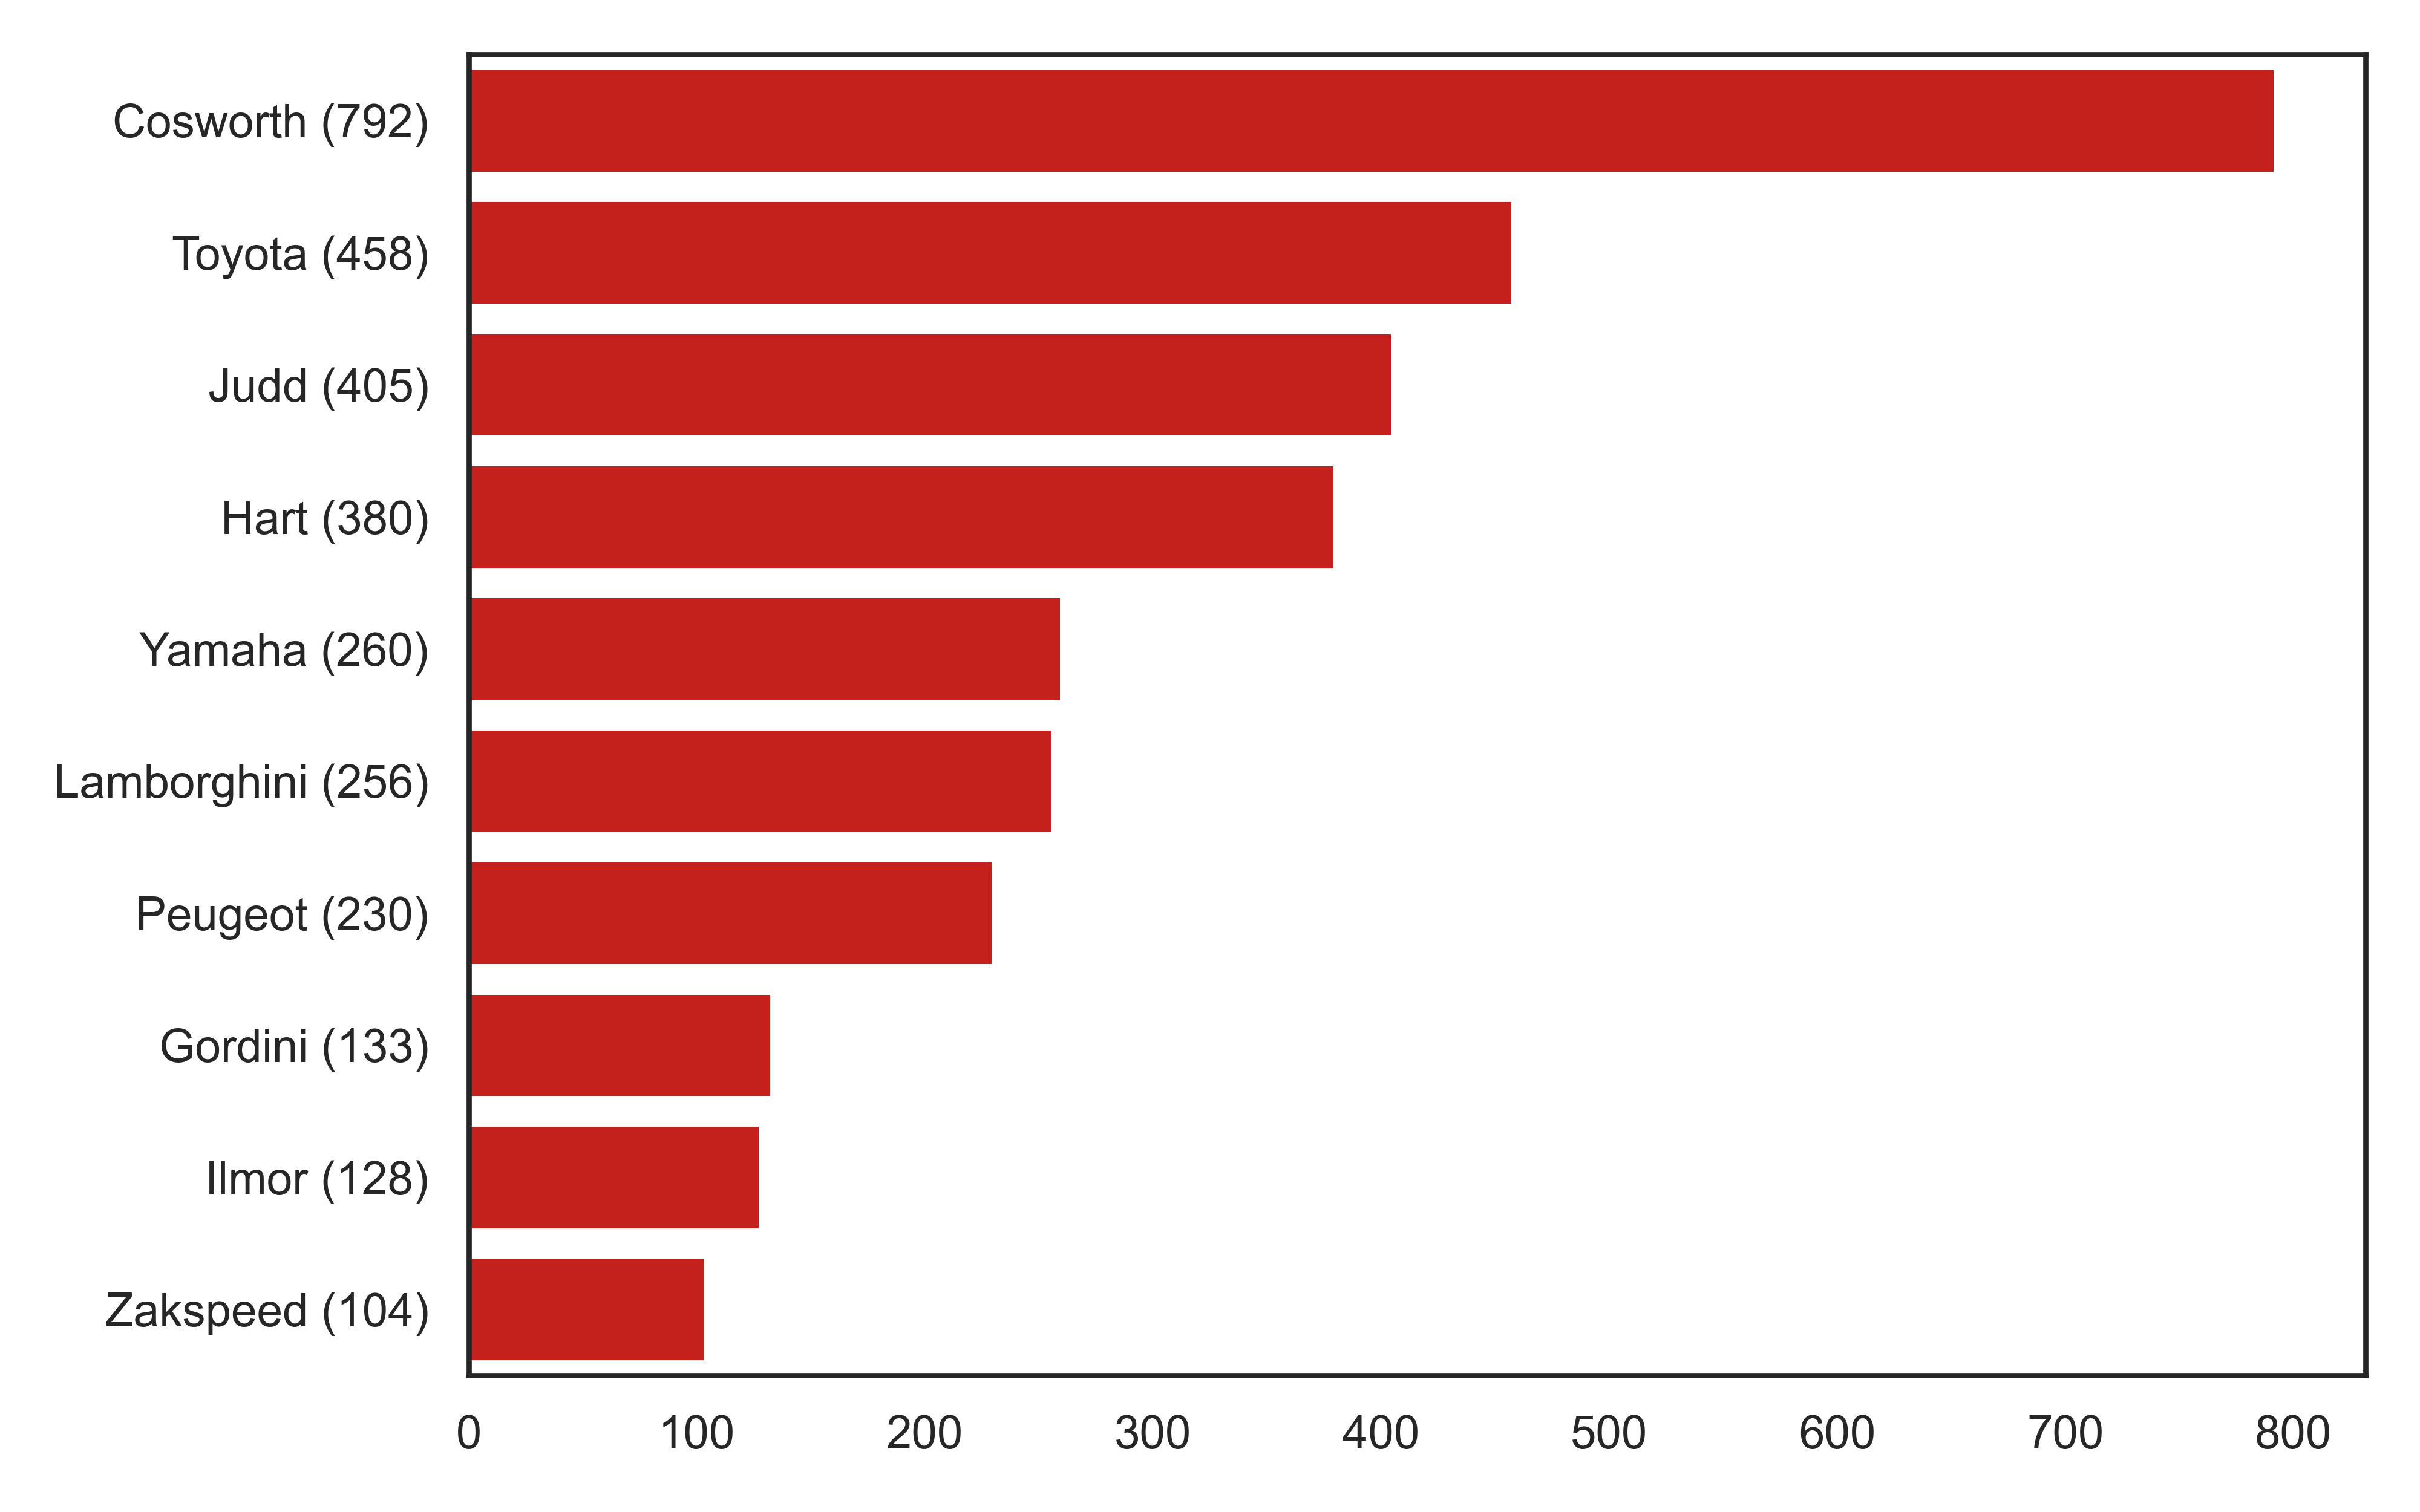 Cosworth (792)
Toyota (458)
Judd (405)
Hart (380)
Yamaha (260)
Lamborghini (256)
Peugeot (230)
Gordini (133)
Ilmor (128)
Zakspeed (104)
0 100 200 300 400 500 600 700 800